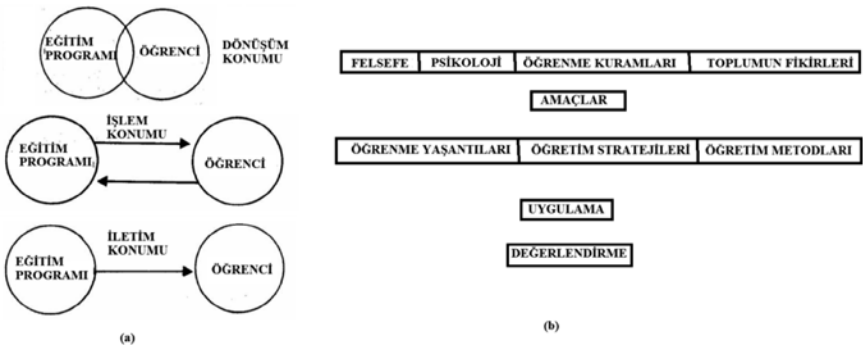 EĞİTİM
PROGRAMI
ÖĞRENCİ
DÖNÜŞÜM
KONUMU
İŞLEM
KONUMU
EĞİTİM
PROGRAMI
ÖĞRENCİ
İLETİM
KONUMU
EĞİTİM
PROGRAMI
ÖĞRENCİ
(a)
FELSEFE PSİKOLOJİ ÖĞRENME KURAMLARI TOPLUMUN FİKİRLERİ
AMAÇLAR
ÖĞRENME YAŞANTILARI ÖĞRETİM STRATEJİLERİ ÖĞRETİM METODLARI
UYGULAMA
DEĞERLENDİRME
(b)